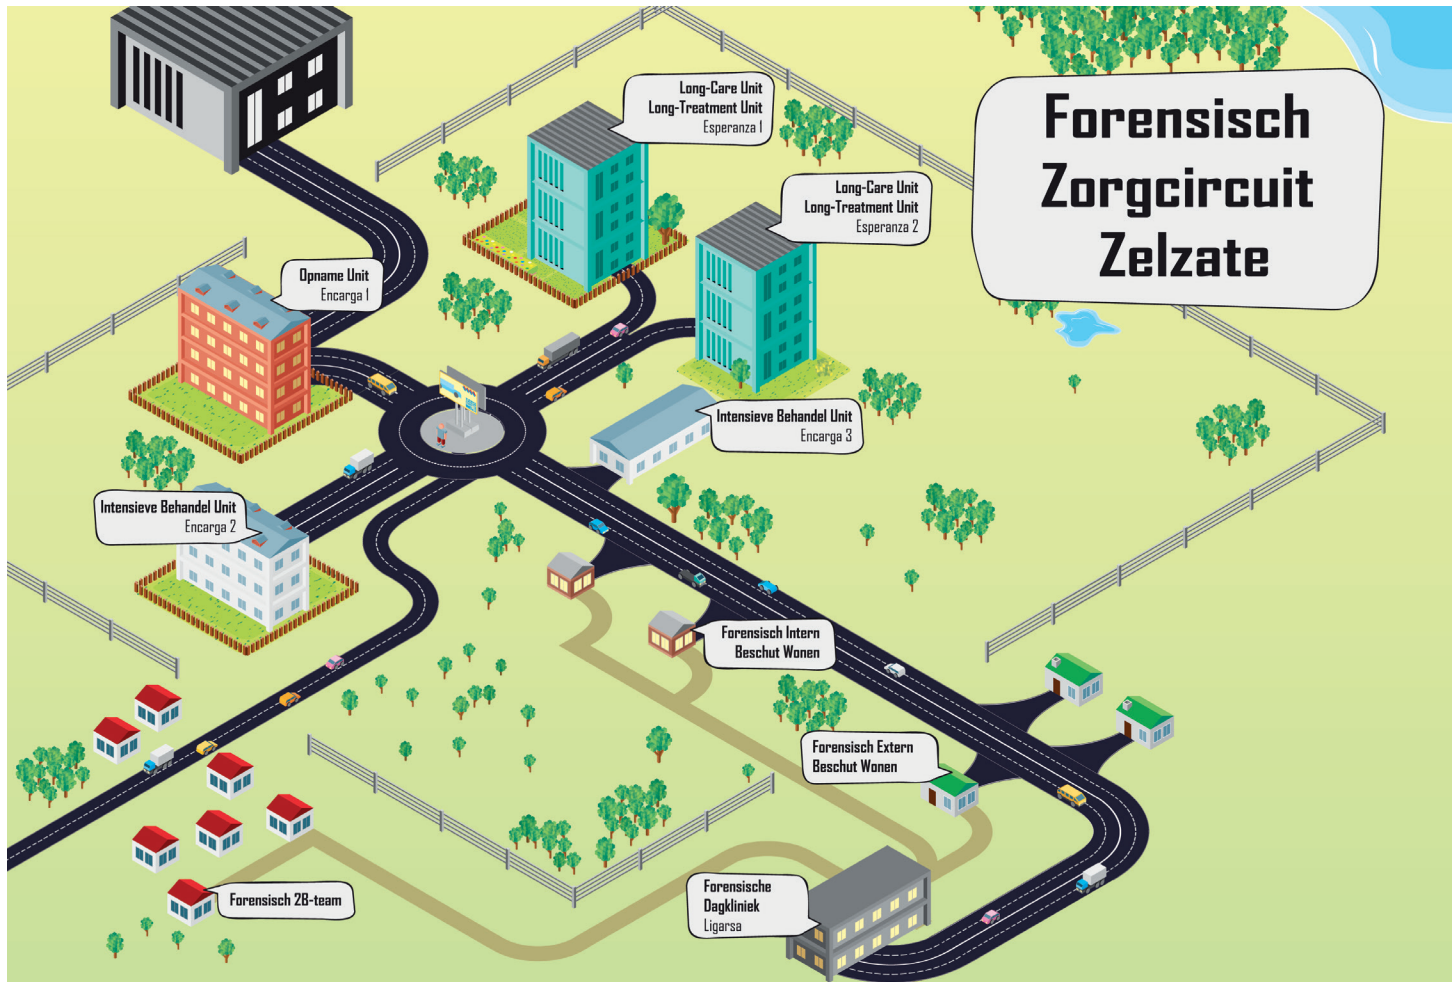 Forensisch
Zorgcircuit
Zelzate
Long-Care Unit
Long-Treatment Unit
Esperanza 1
Long-Care Unit
Long-Treatment Unit
Esperanza 2
Opname Unit
Encarga 1
Intensieve Behandel Unit
Encarga 3
Intensieve Behandel Unit
Encarga 2
Forensisch Intern
Beschut Wonen
Forensisch Extern
Beschut Wonen
Forensisch 2B-team
Forensische
Dagkliniek
Ligarsa